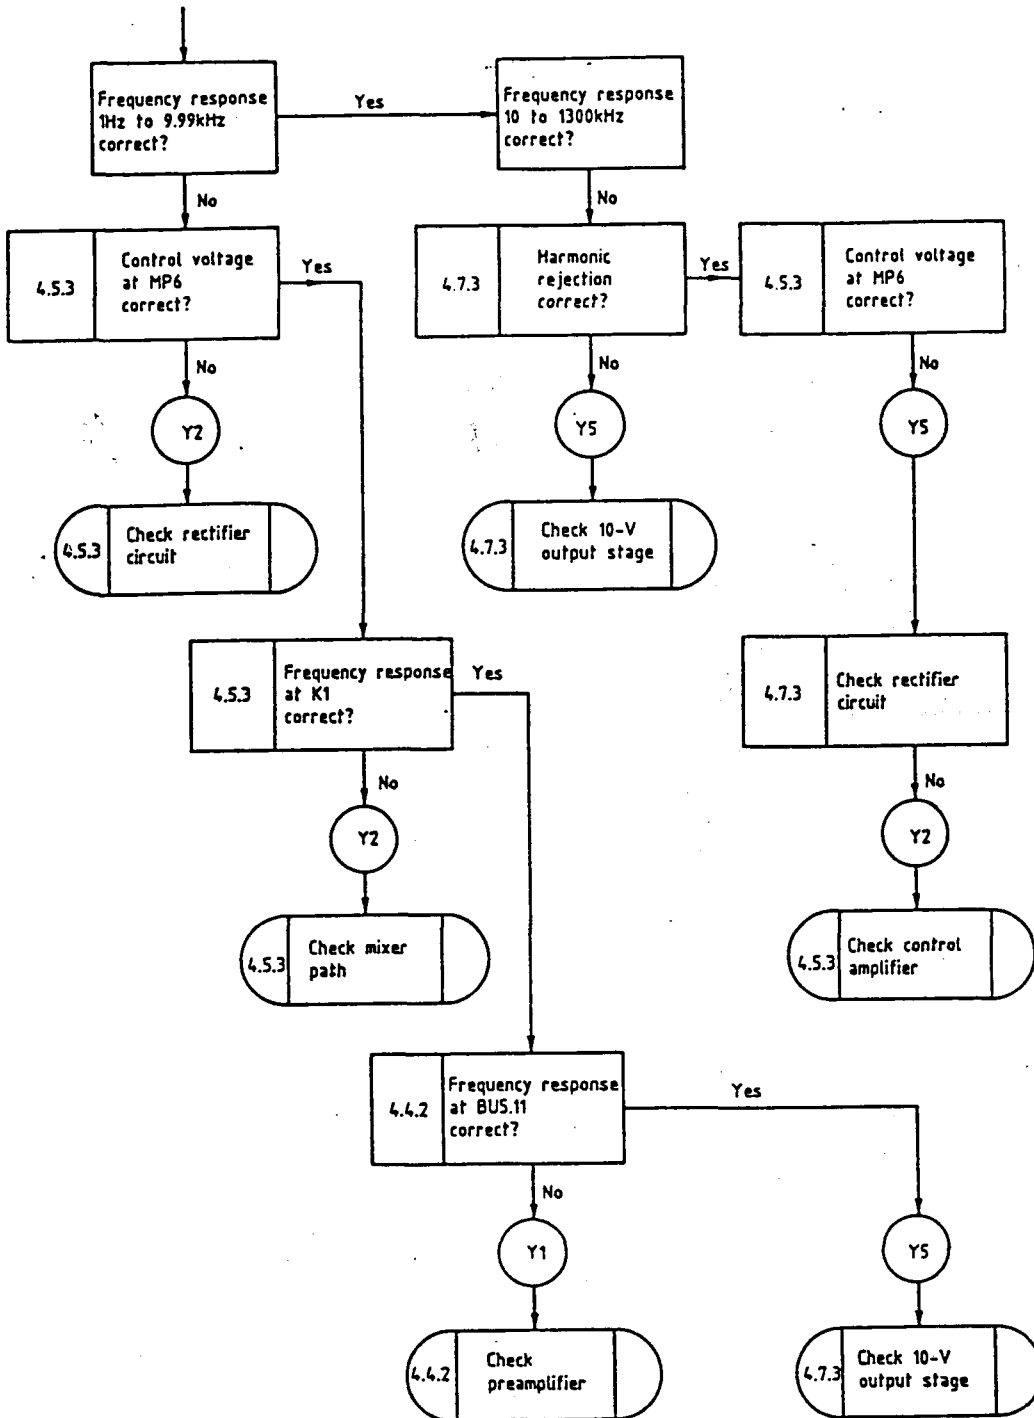 Frequency response
1Hz to 9.99kHz
correct?
Yes
Frequency response
10 to 1300kHz
correct?
No
No
4.5.3
Control voltage
at MP6
correct?
Yes
4.7.3
Harmonic
rejection
correct?
Yes
4.5.3
Control voltage
at MP6
correct?
No
No
No
Y2
Y5
Y5
4.5.3
Check rectifier
circuit
4.7.3
Check 10-V
output stage
4.5.3
Frequency response
at K1
correct?
Yes
4.7.3
Check rectifier
circuit
No
No
Y2
Y2
4.5.3
Check mixer
path
4.5.3
Check control
amplifier
4.4.2
Frequency response
at BU5.11
correct?
Yes
No
Y1
Y5
4.4.2
Check
preamplifier
4.7.3
Check 10-V
output stage